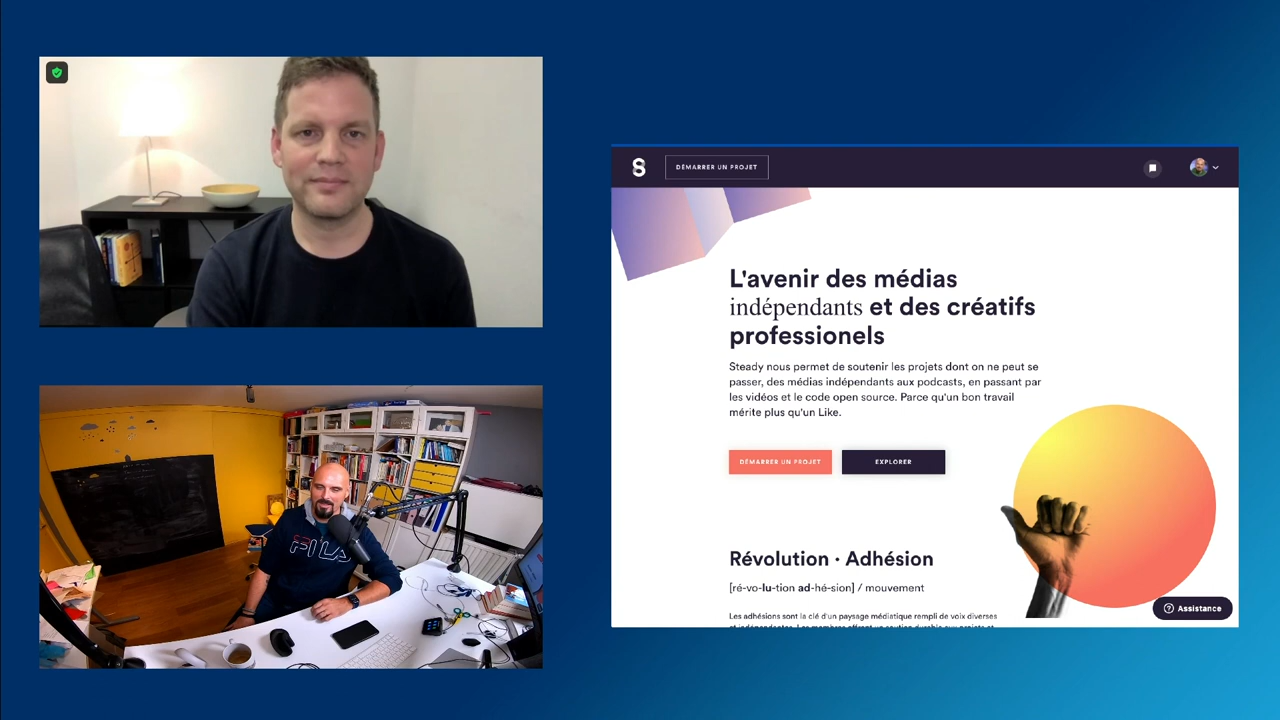 DÉMARRER UN PROJET
L'avenir des médias
indépendants et des créatifs
professionels
Steady nous permet de soutenir les projets dont on ne peut se
passer, des médias indépendants aux podcasts, en passant par
les vidéos et le code open source. Parce qu'un bon travail
mérite plus qu'un Like.
DÉMARRER UN PROJET
EXPLORER
FILA
Révolution · Adhésion
[ré-vo-lu-tion ad-hé-sion] / mouvement
Assistance
Les adhésions sont la clé d'un paysage médiatique rempli de voix diverses